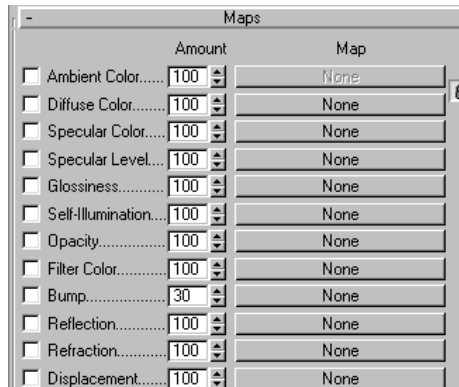 - Maps
Amount Map
Ambient Color...... 100 None
Diffuse Color........ 100 None
Specular Color..... 100 None
Specular Level.... 100 None
Glossiness........... 100 None
Self-Illumination.... 100 None
Opacity................ 100 None
Filter Color........... 100 None
Bump................... 30 None
Reflection............ 100 None
Refraction........... 100 None
Displacement....... 100 None